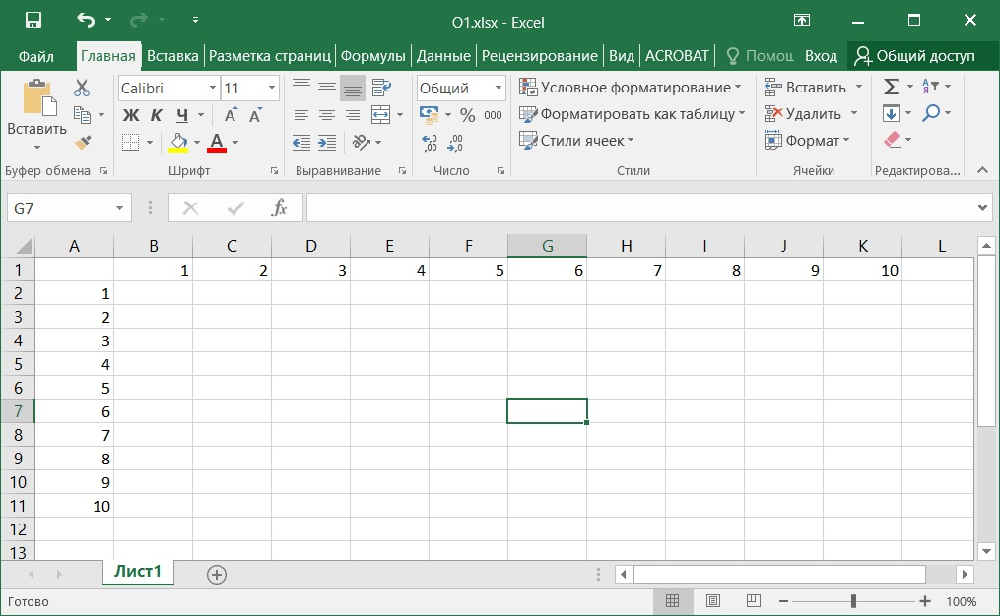 O1.xlsx - Excel
Файл Главная Вставка Разметка страниц Формулы Данные Рецензирование Вид ACROBAT Помощ Вход Общий доступ
Вставить
Буфер обмена
Calibri 11
Ж К Ч А А
А
Шрифт
Выравнивание
Общий
% 000
,0 ,00
,00 ,0
Число
Условное форматирование
Форматировать как таблицу
Стили ячеек
Стили
Вставить
Удалить
Формат
Ячейки
Σ А Я
Редактирова...
G7 fx
A B C D E F G H I J K L
1 1 2 3 4 5 6 7 8 9 10
2 1
3 2
4 3
5 4
6 5
7 6
8 7
9 8
10 9
11 10
12
13
Лист1
Готово 100%